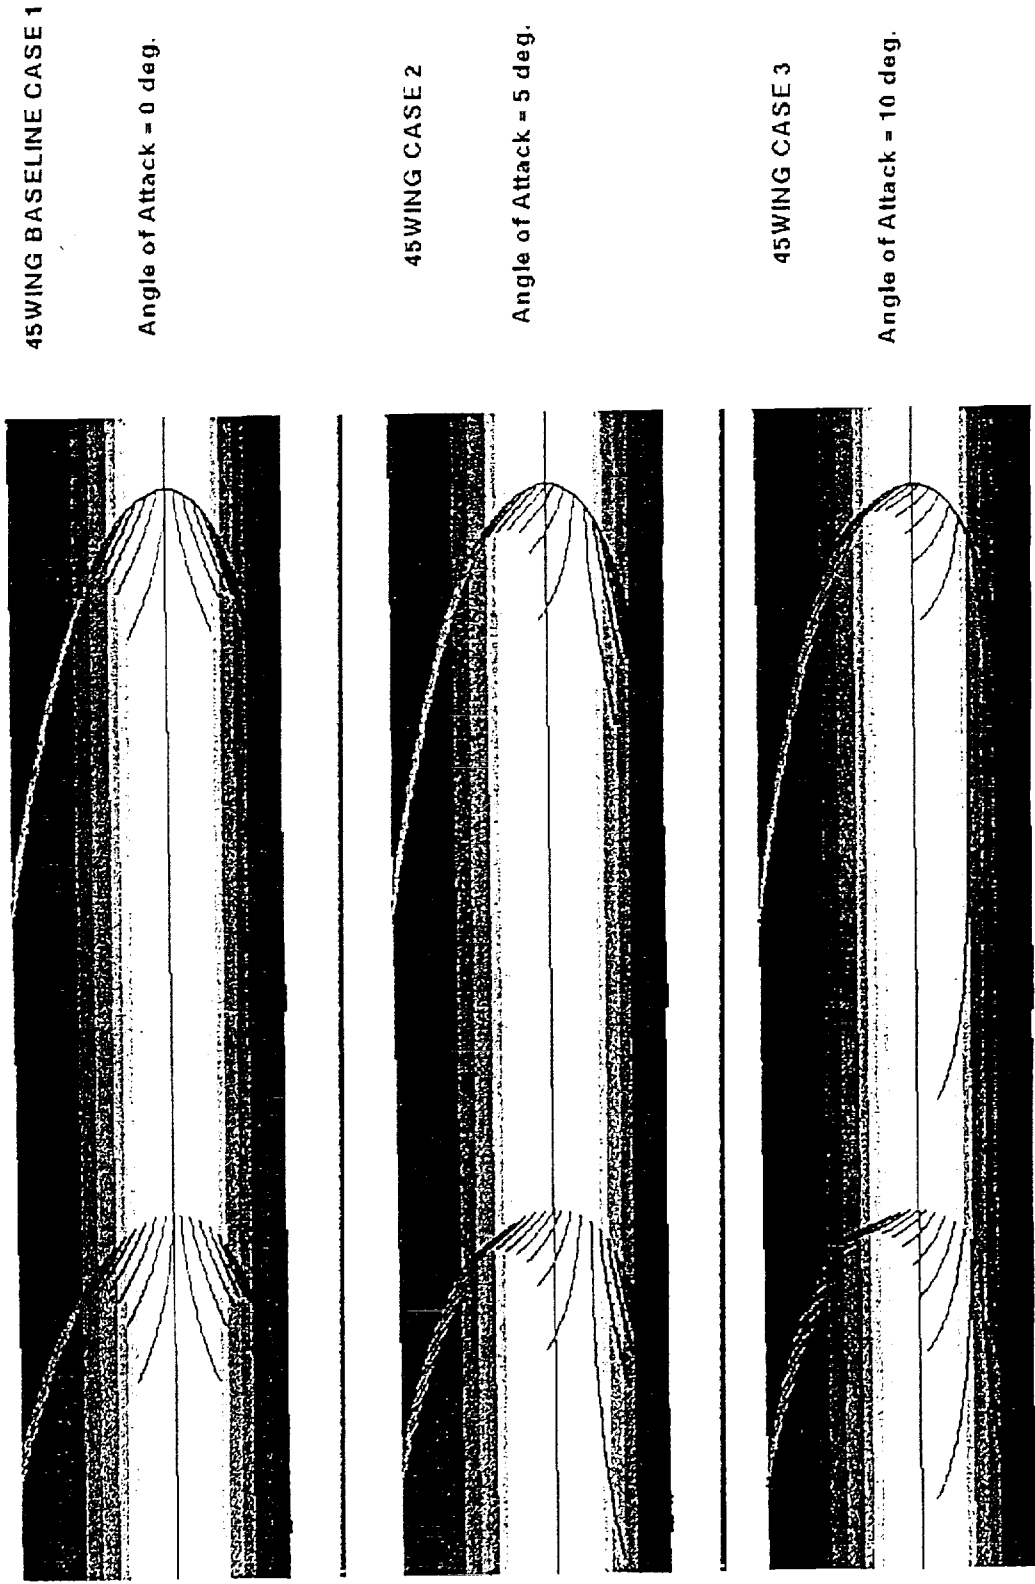 45WING BASELINE CASE 1
Angle of Attack = 0 deg.
45WING CASE 2
Angle of Attack = 5 deg.
45WING CASE 3
Angle of Attack = 10 deg.